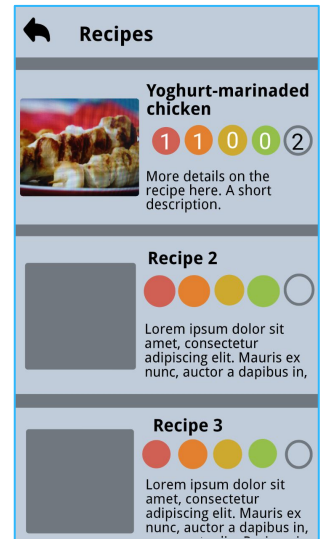 Recipes
Yoghurt-marinaded
chicken
1 1 0 0 2
More details on the
recipe here. A short
description.
Recipe 2
Lorem ipsum dolor sit
amet, consectetur
adipiscing elit. Mauris ex
nunc, auctor a dapibus in,
Recipe 3
Lorem ipsum dolor sit
amet, consectetur
adipiscing elit. Mauris ex
nunc, auctor a dapibus in,